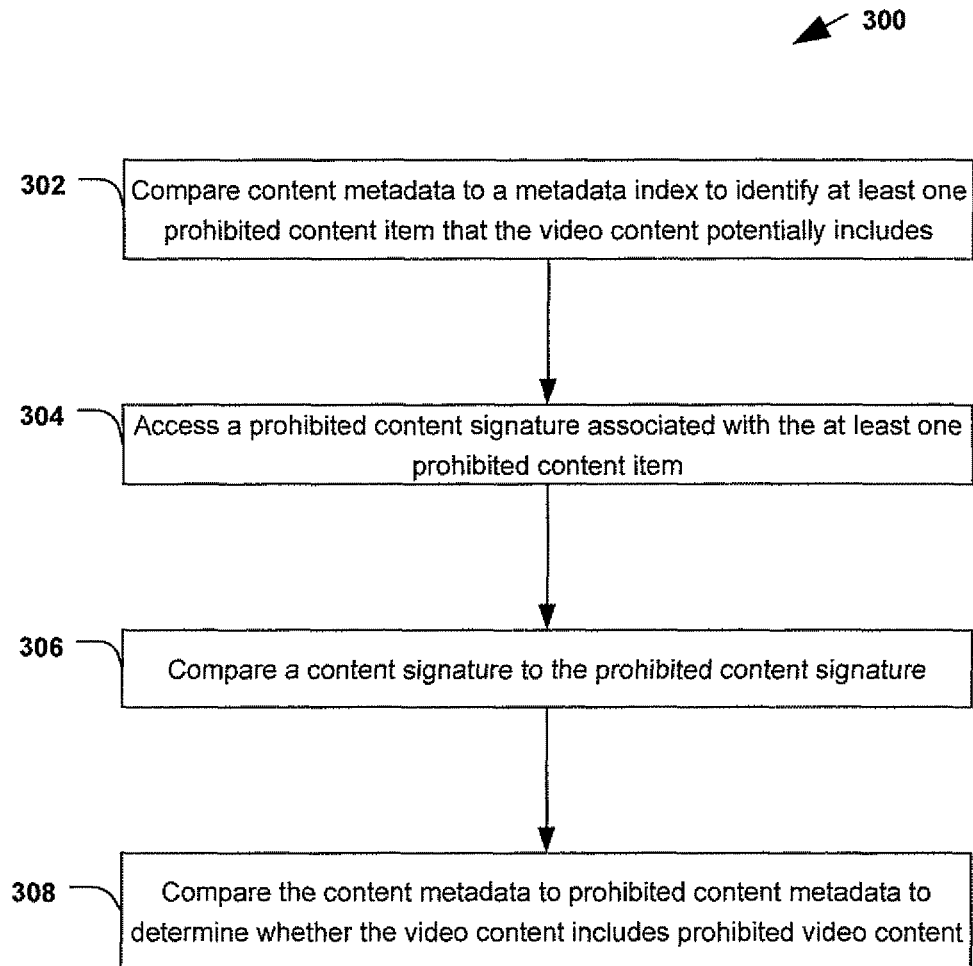 300
302
Compare content metadata to a metadata index to identify at least one
prohibited content item that the video content potentially includes
304
Access a prohibited content signature associated with the at least one
prohibited content item
306
Compare a content signature to the prohibited content signature
308
Compare the content metadata to prohibited content metadata to
determine whether the video content includes prohibited video content